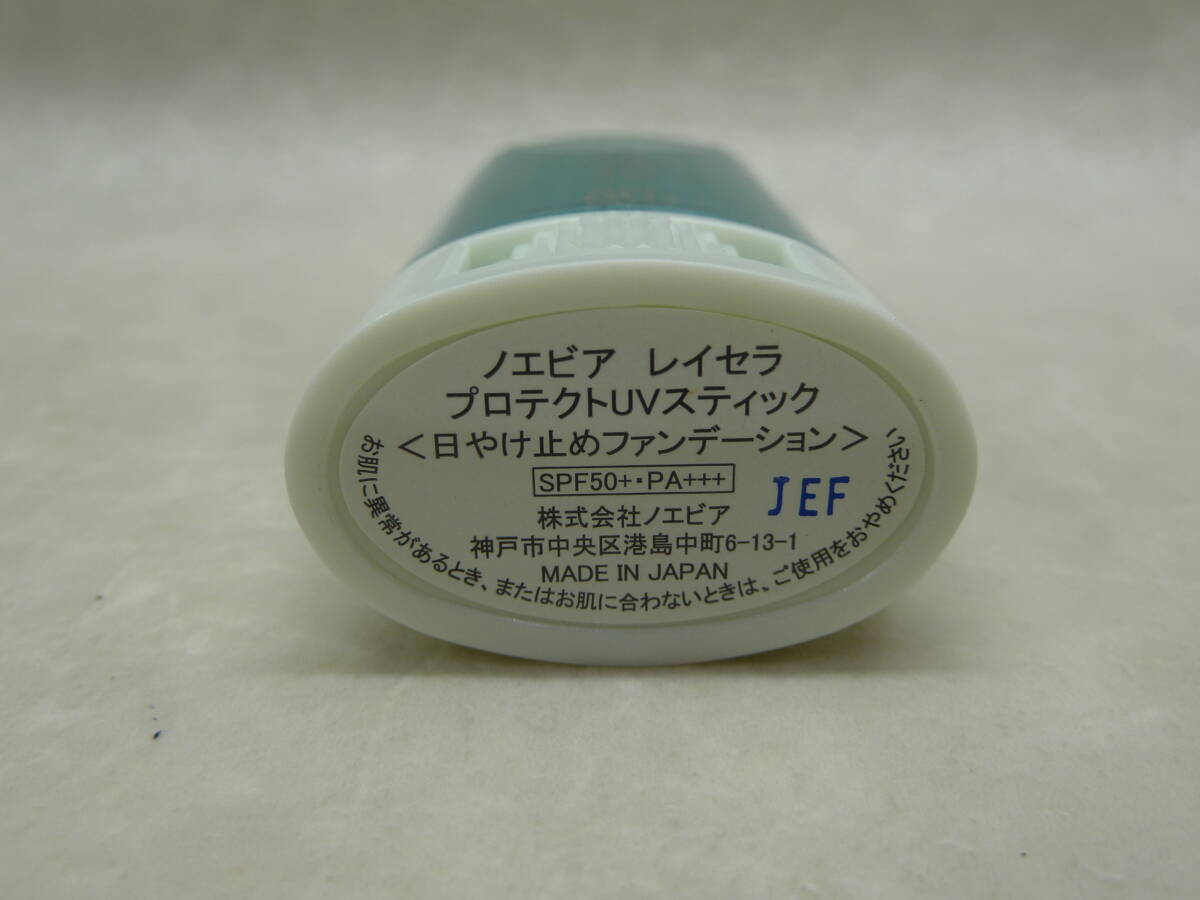 ノエビア レイセラ
プロテクトUVスティック
＜日やけ止めファンデーション＞
SPF50+・PA+++
JEF
株式会社ノエビア
神戸市中央区港島中町6-13-1
MADE IN JAPAN
お肌に異常があるとき、またはお肌に合わないときは、ご使用をおやめください